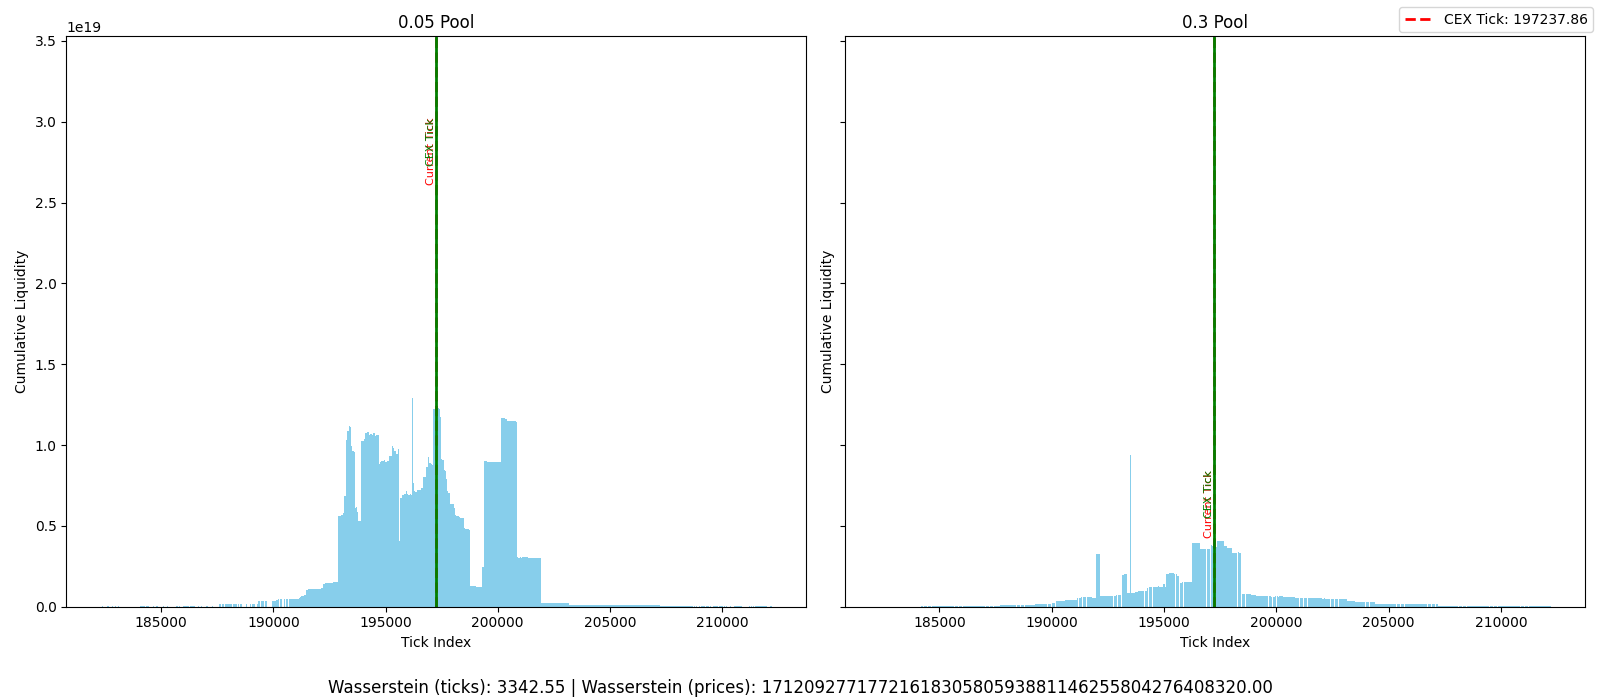 0.05 Pool
0.3 Pool
CEX Tick: 197237.86
1e19
3.5
3.0
2.5
2.0
1.5
1.0
0.5
0.0
Cumulative Liquidity
CEX Tick
Current Tick
185000 190000 195000 200000 205000 210000
Tick Index
Cumulative Liquidity
CEX Tick
Current Tick
185000 190000 195000 200000 205000 210000
Tick Index
Wasserstein (ticks): 3342.55 | Wasserstein (prices): 171209277177216183058059388114625580427640832​0.00